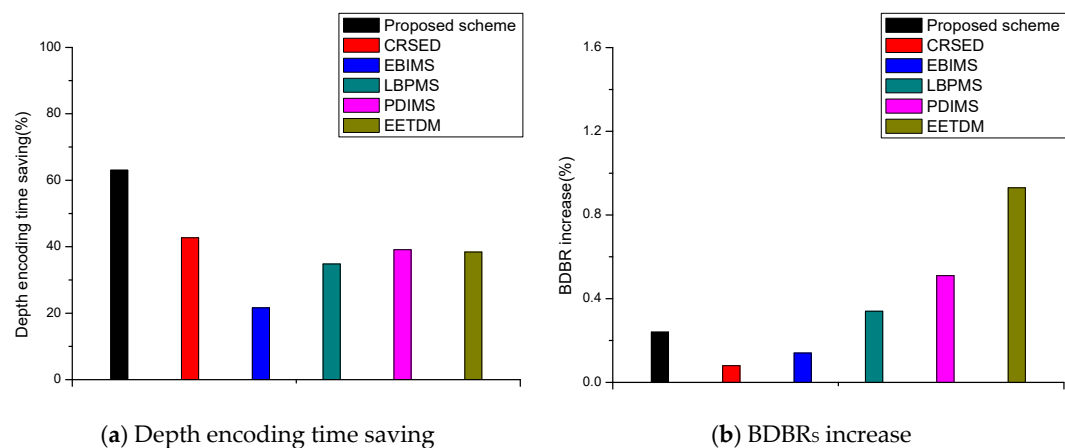 Proposed scheme
CRSED
EBIMS
LBPMS
PDIMS
EETDM
100
80
60
40
20
0
Depth encoding time saving(%)
(a) Depth encoding time saving
Proposed scheme
CRSED
EBIMS
LBPMS
PDIMS
EETDM
1.6
1.2
0.8
0.4
0.0
BDBR increase(%)
(b) BDBRs increase